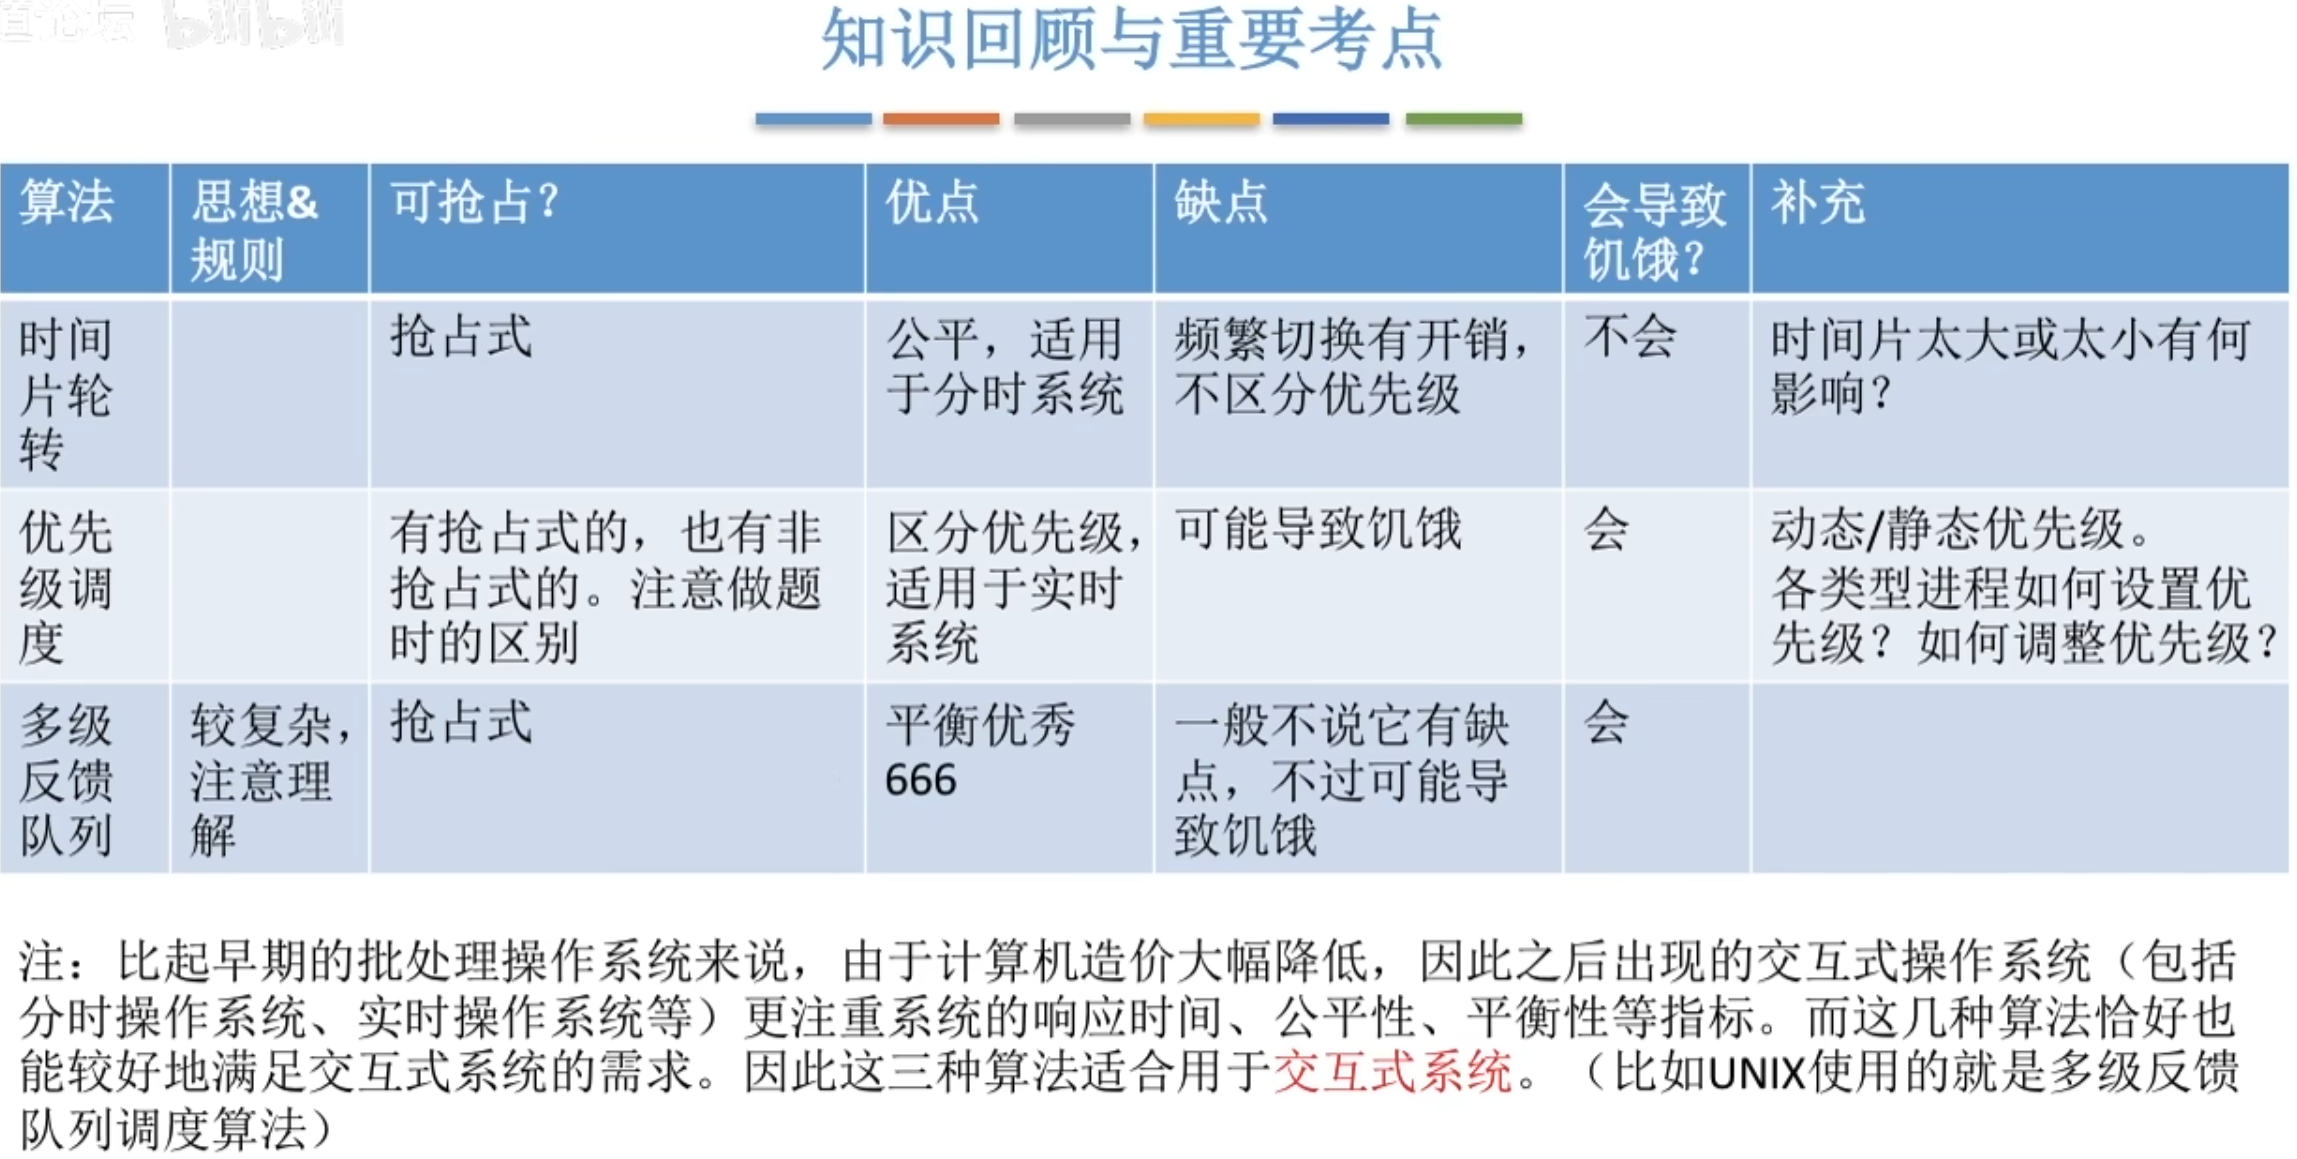 bilibili
知识回顾与重要考点
算法 思想&规则 可抢占？ 优点 缺点 会导致饥饿？ 补充
时间片轮转 抢占式 公平，适用于分时系统 频繁切换有开销，不区分优先级 不会 时间片太大或太小有何影响？
优先级调度 有抢占式的，也有非抢占式的。注意做题时的区别 区分优先级，适用于实时系统 可能导致饥饿 会 动态/静态优先级。各类型进程如何设置优先级？如何调整优先级？
多级反馈队列 较复杂，注意理解 抢占式 平衡优秀666 一般不说它有缺点，不过可能导致饥饿 会
注：比起早期的批处理操作系统来说，由于计算机造价大幅降低，因此之后出现的交互式操作系统（包括
分时操作系统、实时操作系统等）更注重系统的响应时间、公平性、平衡性等指标。而这几种算法恰好也
能较好地满足交互式系统的需求。因此这三种算法适合用于交互式系统。（比如UNIX使用的就是多级反馈
队列调度算法）